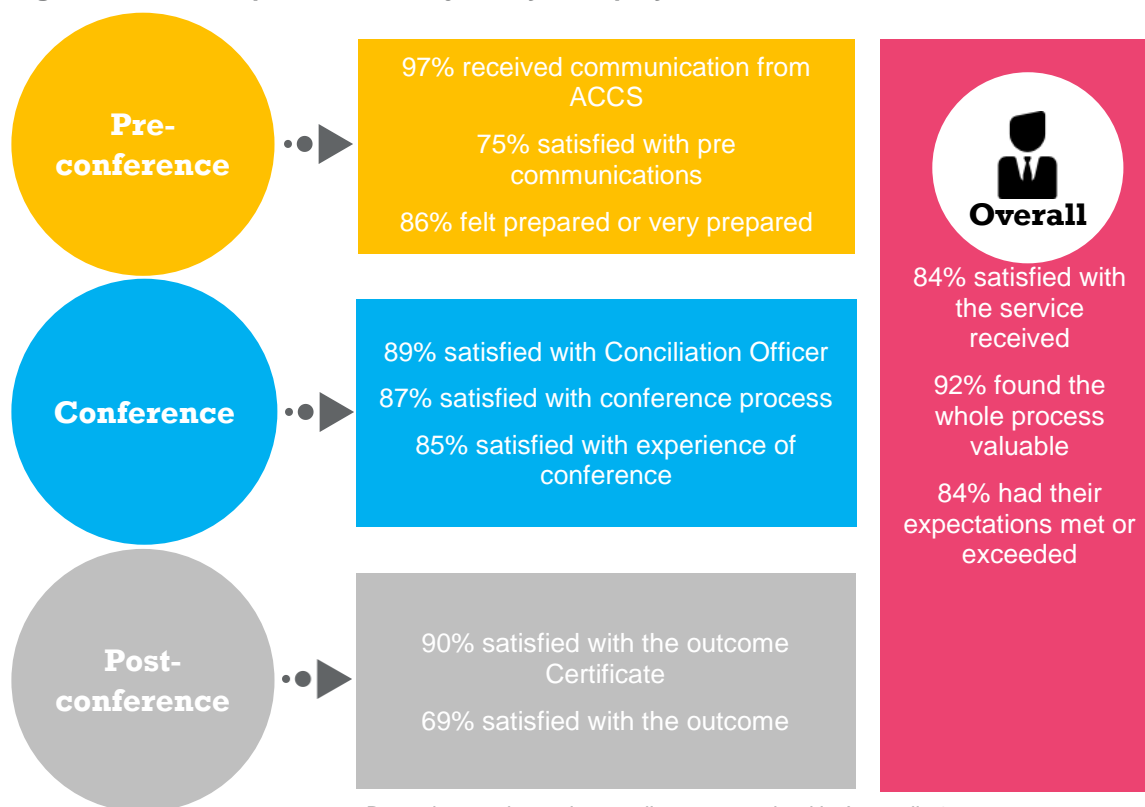 Pre-
conference
97% received communication from
ACCS
75% satisfied with pre
communications
86% felt prepared or very prepared
Conference
89% satisfied with Conciliation Officer
87% satisfied with conference process
85% satisfied with experience of
conference
Post-
conference
90% satisfied with the outcome
Certificate
69% satisfied with the outcome
Overall
84% satisfied with
the service
received
92% found the
whole process
valuable
84% had their
expectations met or
exceeded